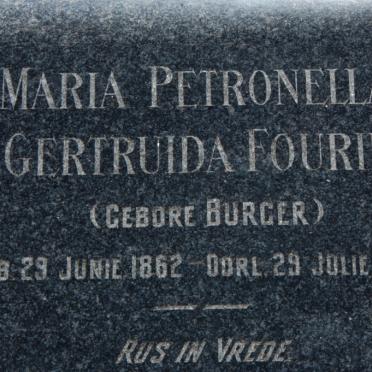 MARIA PETRONELLA
GERTRUIDA FOURI
(GEBORE BURGER)
B. 29 JUNIE 1862 — OORL. 29 JULIE
RUS IN VREDE